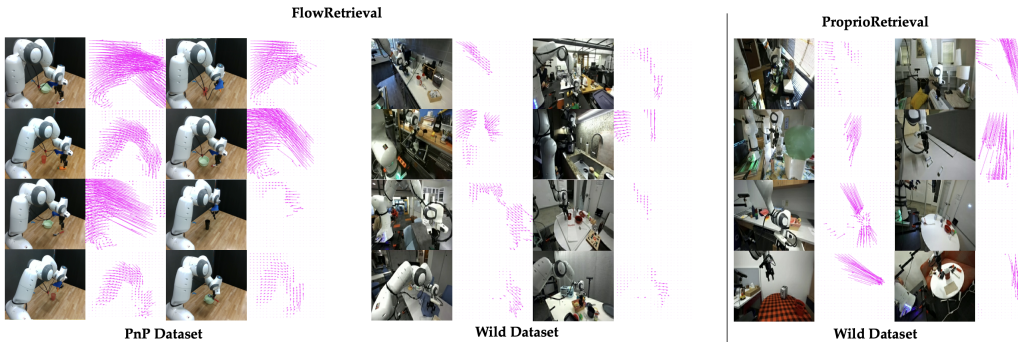 FlowRetrieval
ProprioRetrieval
PnP Dataset
Wild Dataset
Wild Dataset